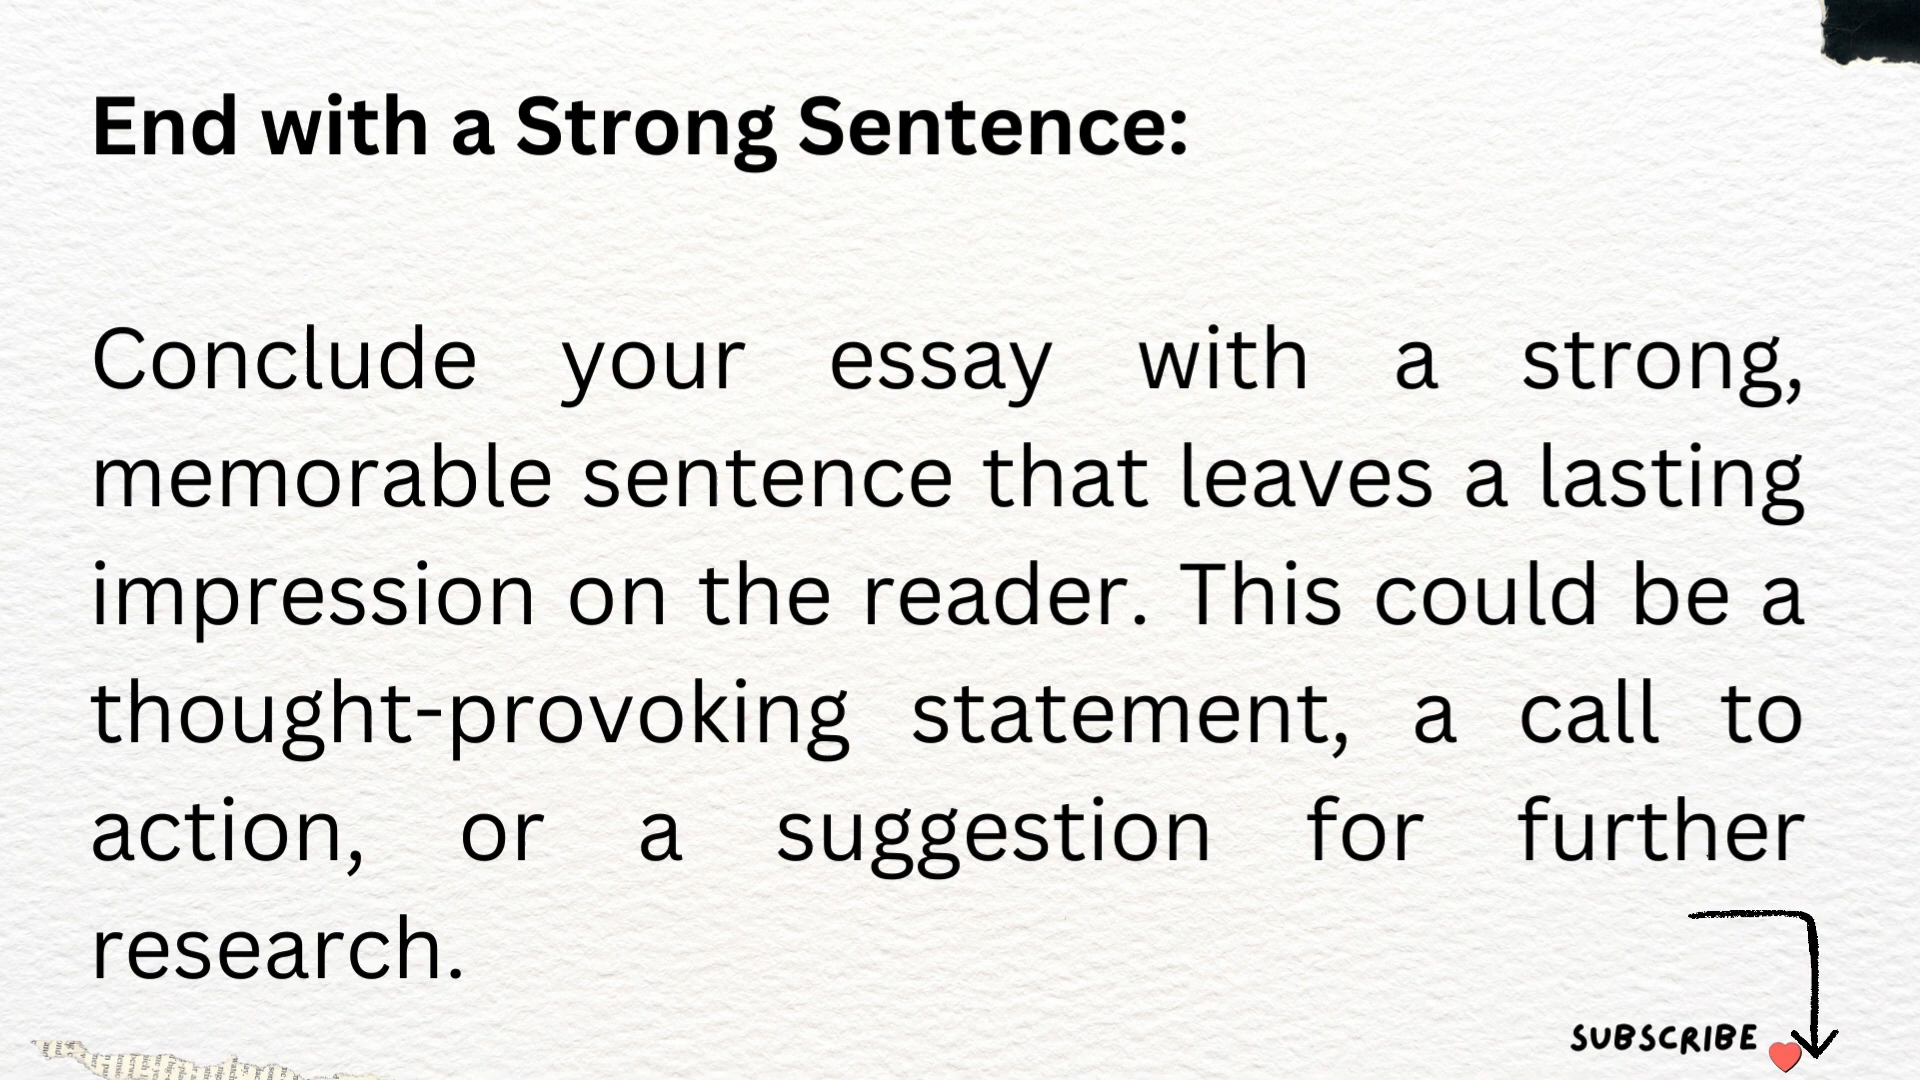 End with a Strong Sentence:
Conclude your essay with a strong,
memorable sentence that leaves a lasting
impression on the reader. This could be a
thought-provoking statement, a call to
action, or a suggestion for further
research.
SUBSCRIBE